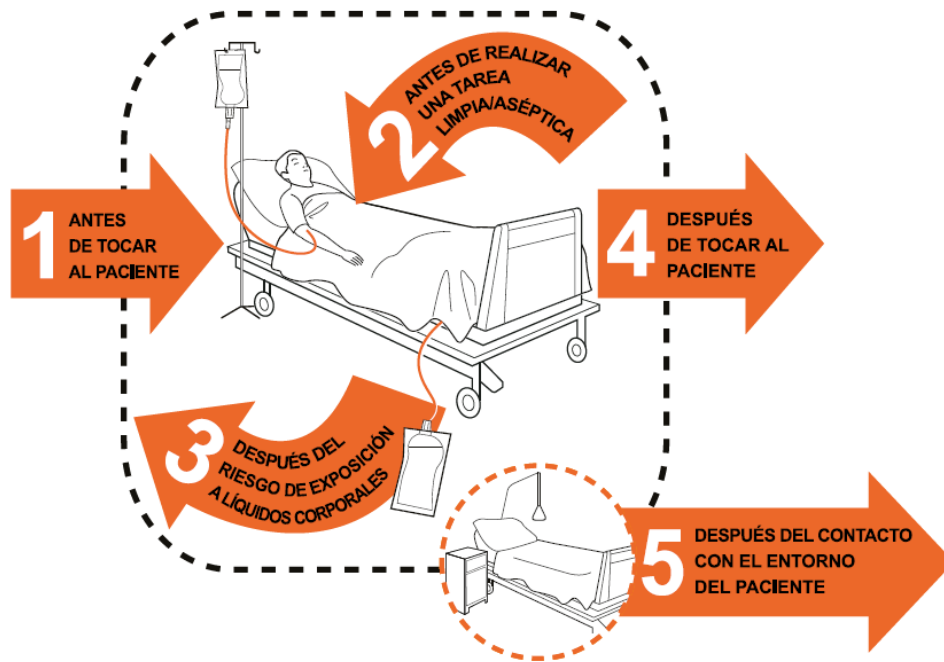 1 ANTES
DE TOCAR
AL PACIENTE
2 ANTES DE REALIZAR
UNA TAREA
LIMPIA/ASÉPTICA
3 DESPUÉS DEL
RIESGO DE EXPOSICIÓN
A LÍQUIDOS CORPORALES
4 DESPUÉS
DE TOCAR AL
PACIENTE
5 DESPUÉS DEL CONTACTO
CON EL ENTORNO
DEL PACIENTE